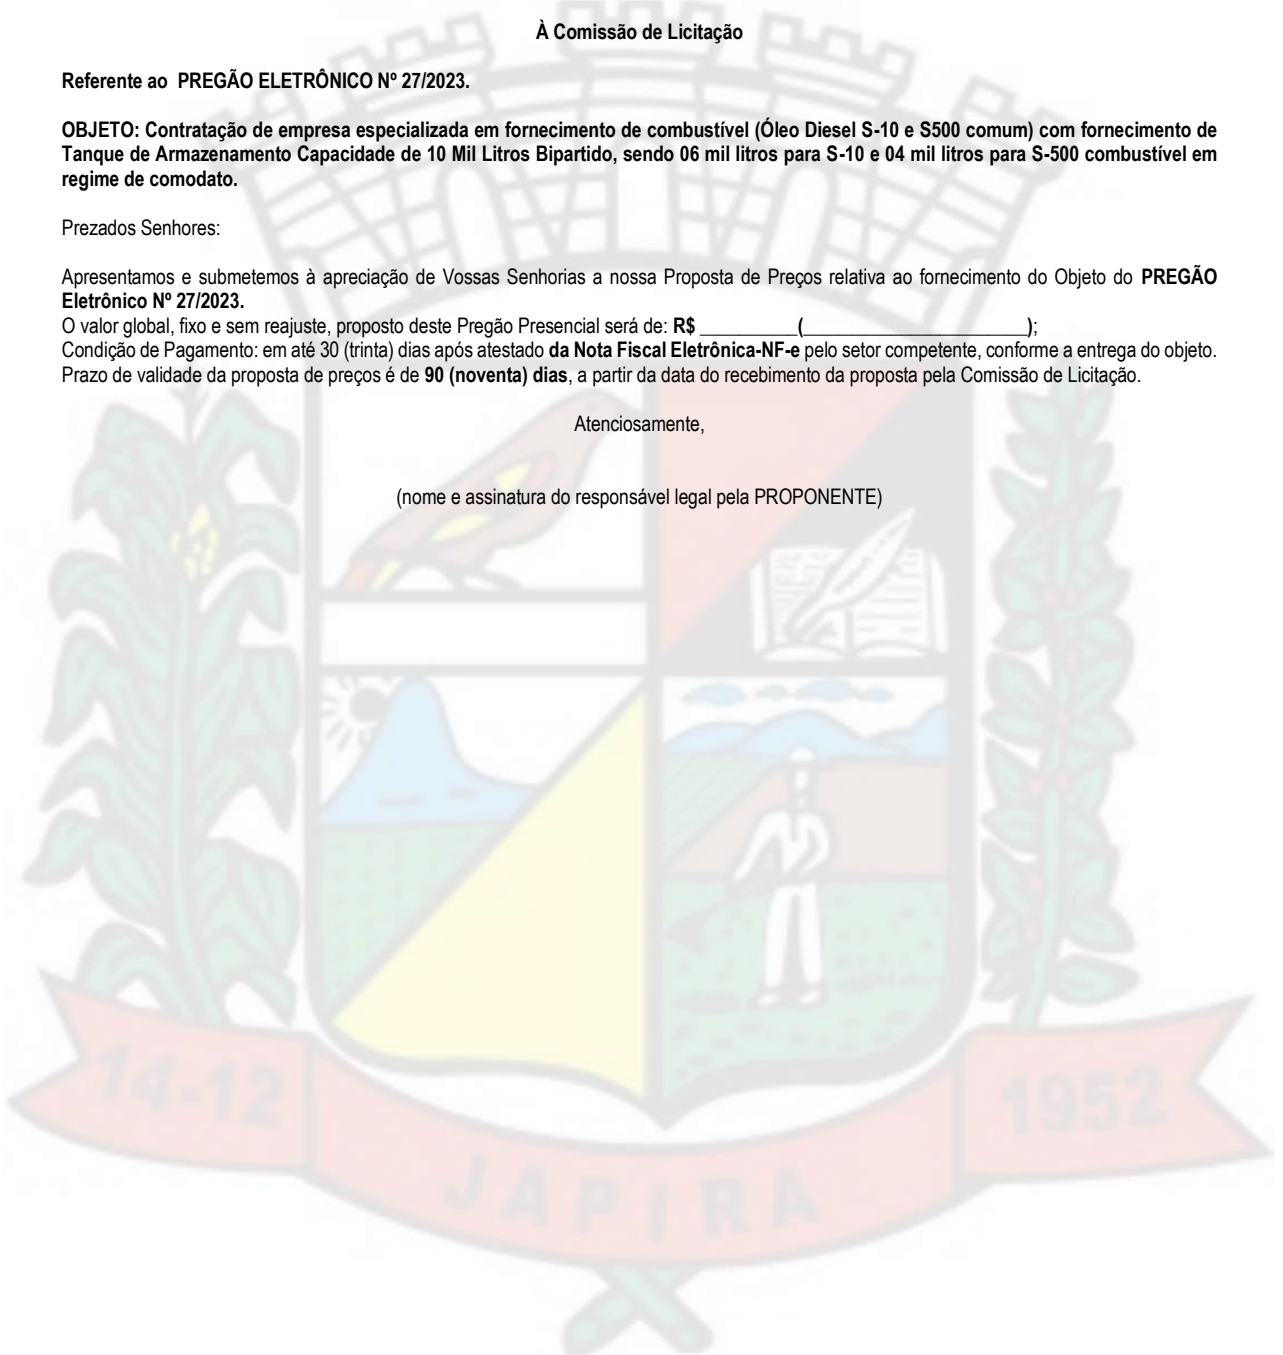 À Comissão de Licitação
Referente ao PREGÃO ELETRÔNICO Nº 27/2023.
OBJETO: Contratação de empresa especializada em fornecimento de combustível (Óleo Diesel S-10 e S500 comum) com fornecimento de
Tanque de Armazenamento Capacidade de 10 Mil Litros Bipartido, sendo 06 mil litros para S-10 e 04 mil litros para S-500 combustível em
regime de comodato.
Prezados Senhores:
Apresentamos e submetemos à apreciação de Vossas Senhorias a nossa Proposta de Preços relativa ao fornecimento do Objeto do PREGÃO
Eletrônico Nº 27/2023.
O valor global, fixo e sem reajuste, proposto deste Pregão Presencial será de: R$ __________(_______________________);
Condição de Pagamento: em até 30 (trinta) dias após atestado da Nota Fiscal Eletrônica-NF-e pelo setor competente, conforme a entrega do objeto.
Prazo de validade da proposta de preços é de 90 (noventa) dias, a partir da data do recebimento da proposta pela Comissão de Licitação.
Atenciosamente,
(nome e assinatura do responsável legal pela PROPONENTE)
14-12
1952
JAPIRA